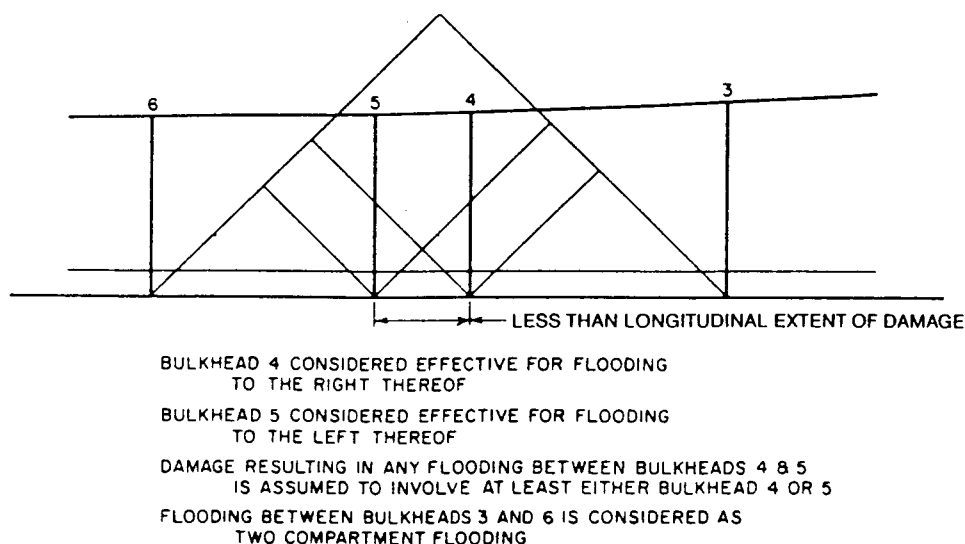 6
5
4
3
LESS THAN LONGITUDINAL EXTENT OF DAMAGE
BULKHEAD 4 CONSIDERED EFFECTIVE FOR FLOODING
TO THE RIGHT THEREOF
BULKHEAD 5 CONSIDERED EFFECTIVE FOR FLOODING
TO THE LEFT THEREOF
DAMAGE RESULTING IN ANY FLOODING BETWEEN BULKHEADS 4 & 5
IS ASSUMED TO INVOLVE AT LEAST EITHER BULKHEAD 4 OR 5
FLOODING BETWEEN BULKHEADS 3 AND 6 IS CONSIDERED AS
TWO COMPARTMENT FLOODING